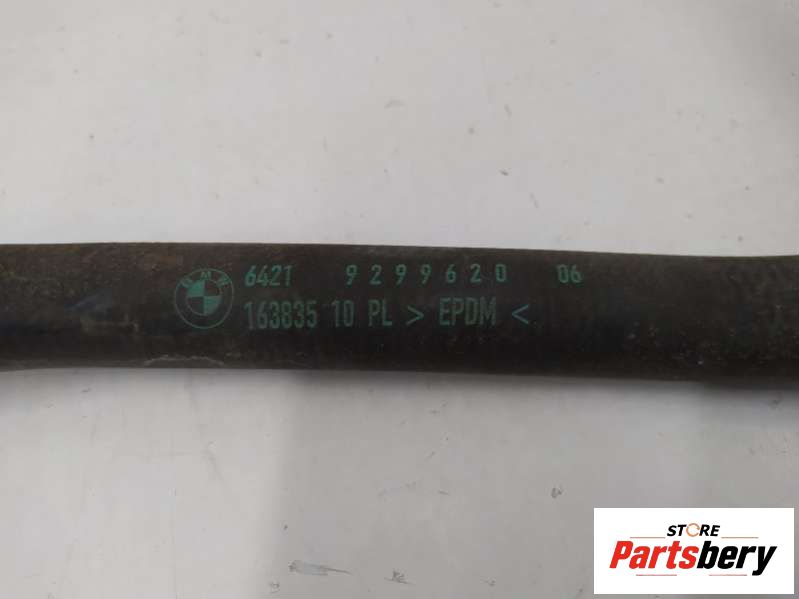 BMW 6421 9299620 06
163835 10 PL > EPDM <
STORE
Partsbery